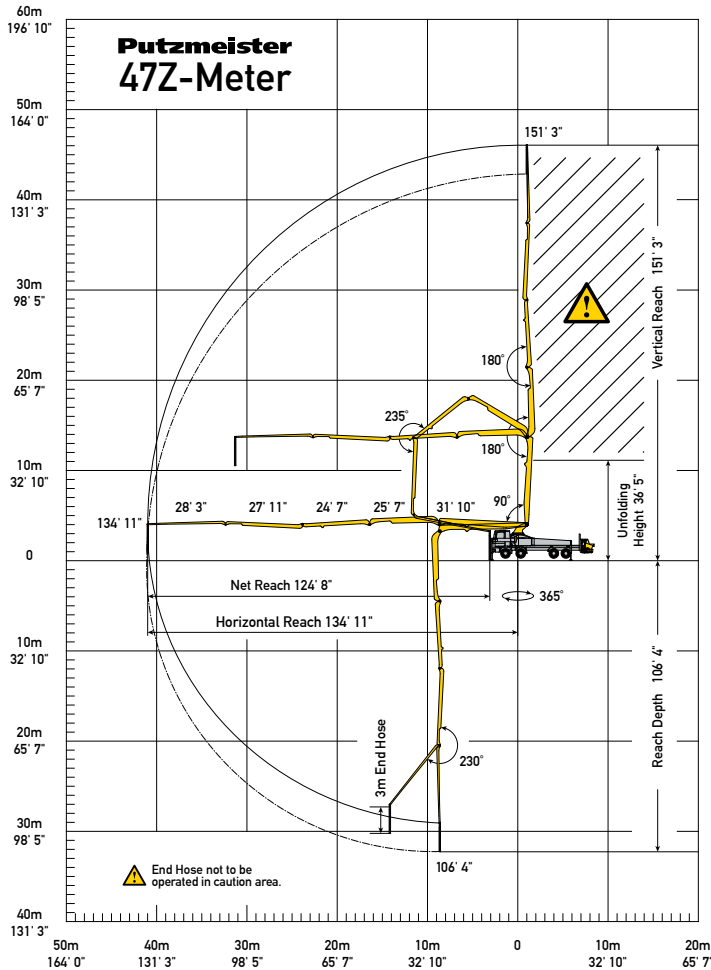 60m
196' 10"
Putzmeister
47Z-Meter
50m
164' 0"
151' 3"
40m
131' 3"
30m
98' 5"
Vertical Reach 151' 3"
180°
20m
65' 7"
235°
180°
10m
32' 10"
Unfolding
Height 36' 5"
28' 3" 27' 11" 24' 7" 25' 7" 31' 10" 90°
134' 11"
0
Net Reach 124' 8"
365°
Horizontal Reach 134' 11"
10m
32' 10"
Reach Depth 106' 4"
20m
65' 7"
3m End Hose
230°
30m
98' 5"
106' 4"
End Hose not to be
operated in caution area.
40m
131' 3"
50m 40m 30m 20m 10m 0 10m 20m
164' 0" 131' 3" 98' 5" 65' 7" 32' 10" 32' 10" 65' 7"